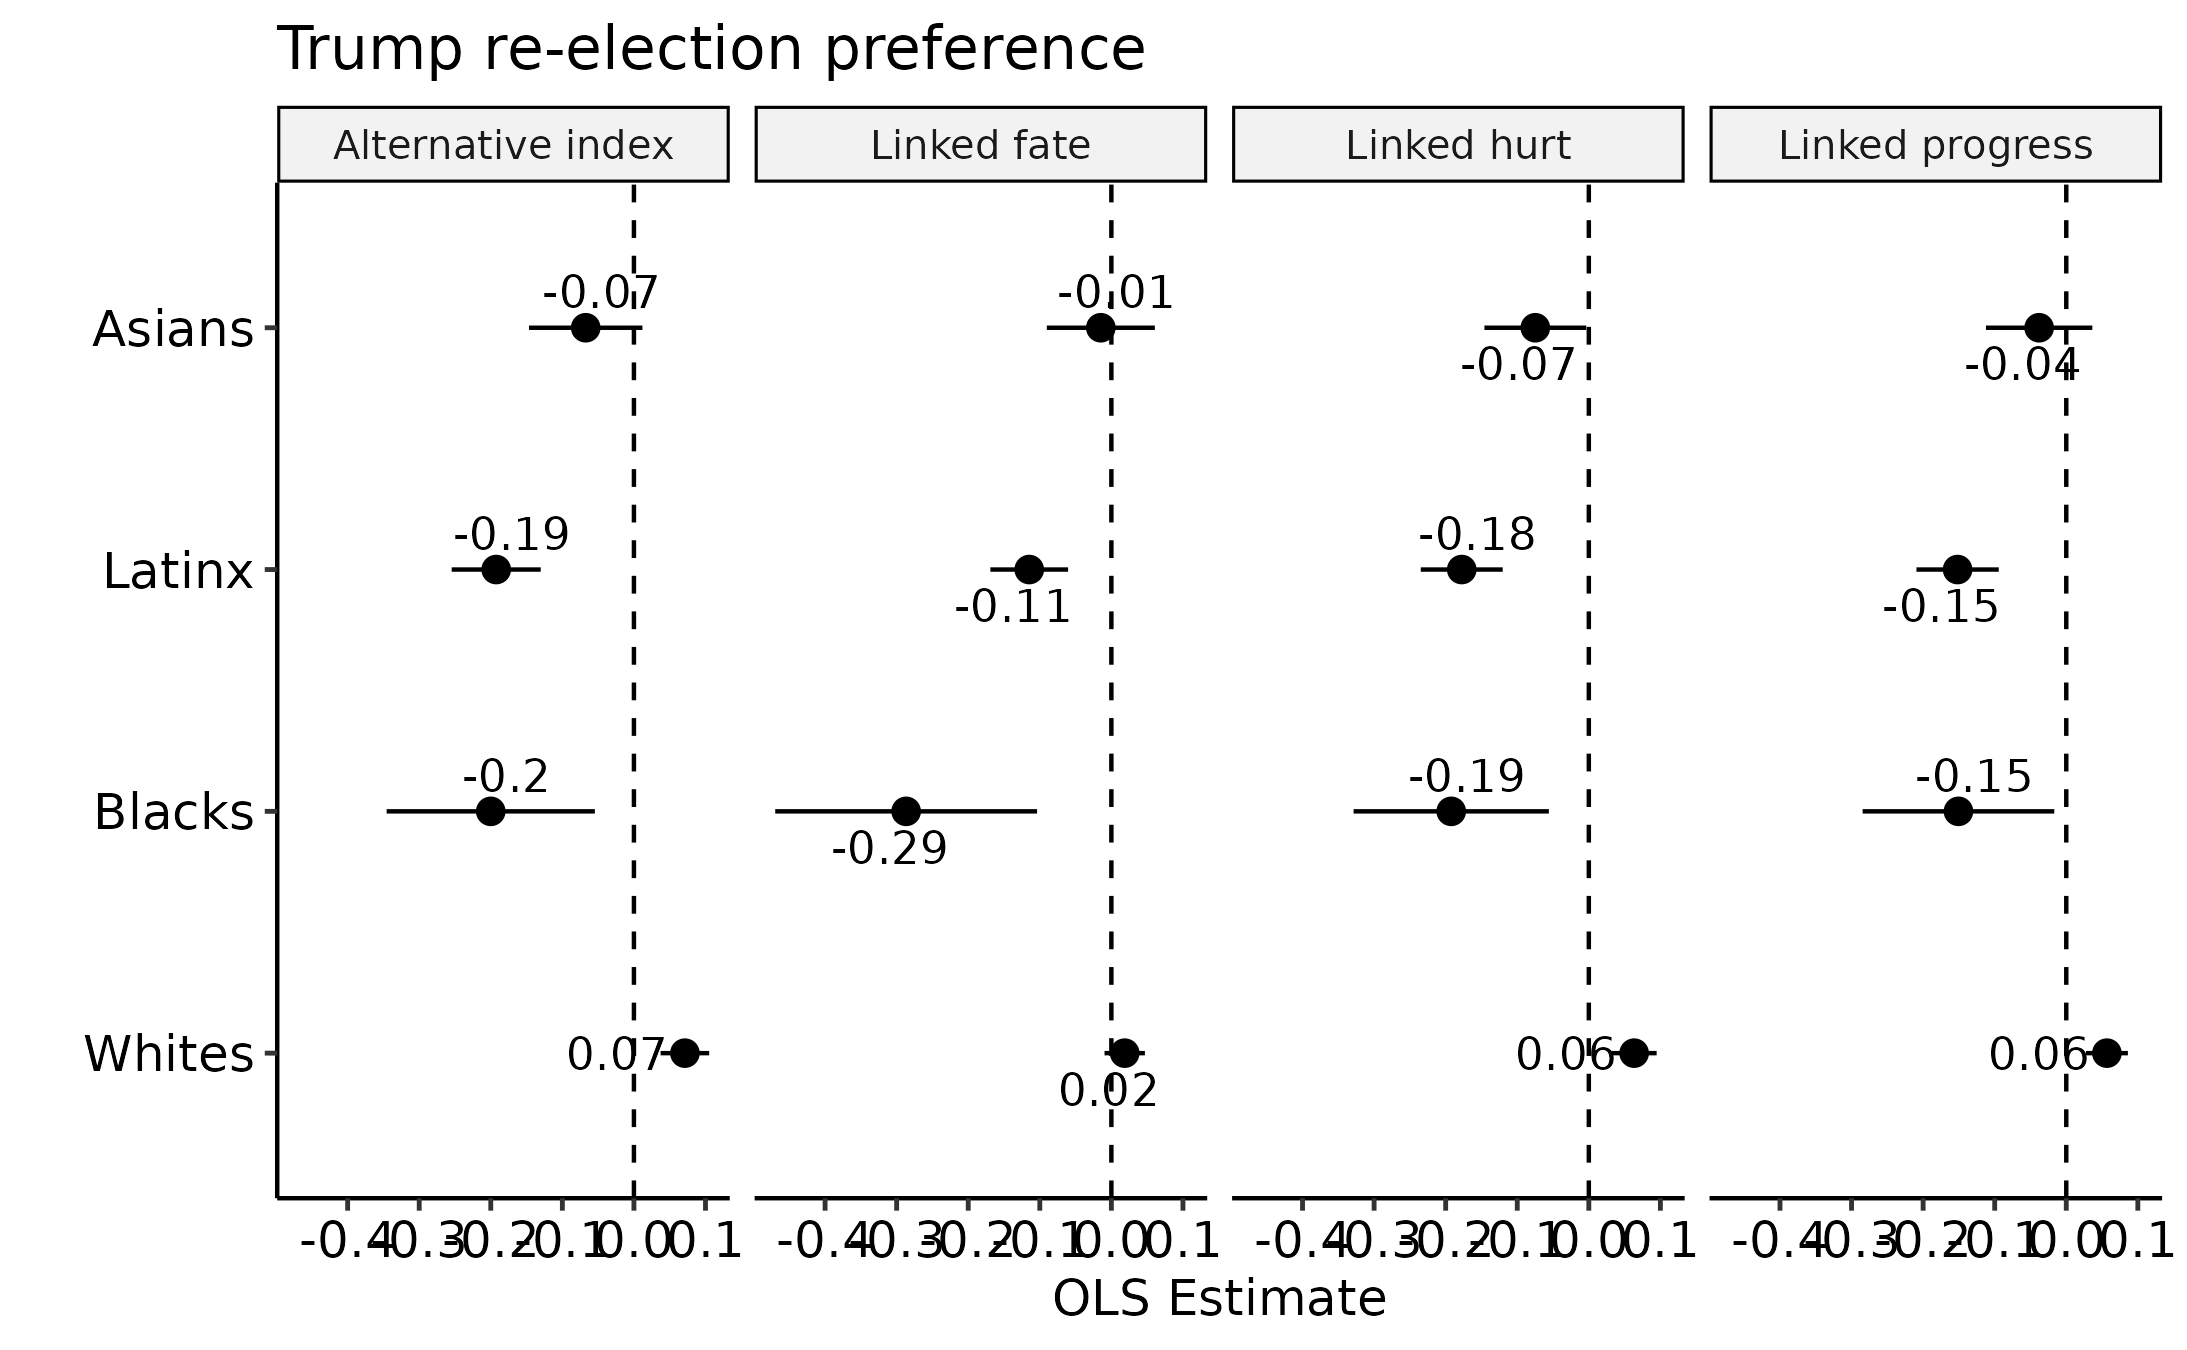 Trump re-election preference
Alternative index Linked fate Linked hurt Linked progress
Asians -0.07 -0.01 -0.07 -0.04
Latinx -0.19 -0.11 -0.18 -0.15
Blacks -0.2 -0.29 -0.19 -0.15
Whites 0.07 0.02 0.06 0.06
-0.4 -0.3 -0.2 -0.1 0.0 0.1 -0.4 -0.3 -0.2 -0.1 0.0 0.1 -0.4 -0.3 -0.2 -0.1 0.0 0.1 -0.4 -0.3 -0.2 -0.1 0.0 0.1
OLS Estimate